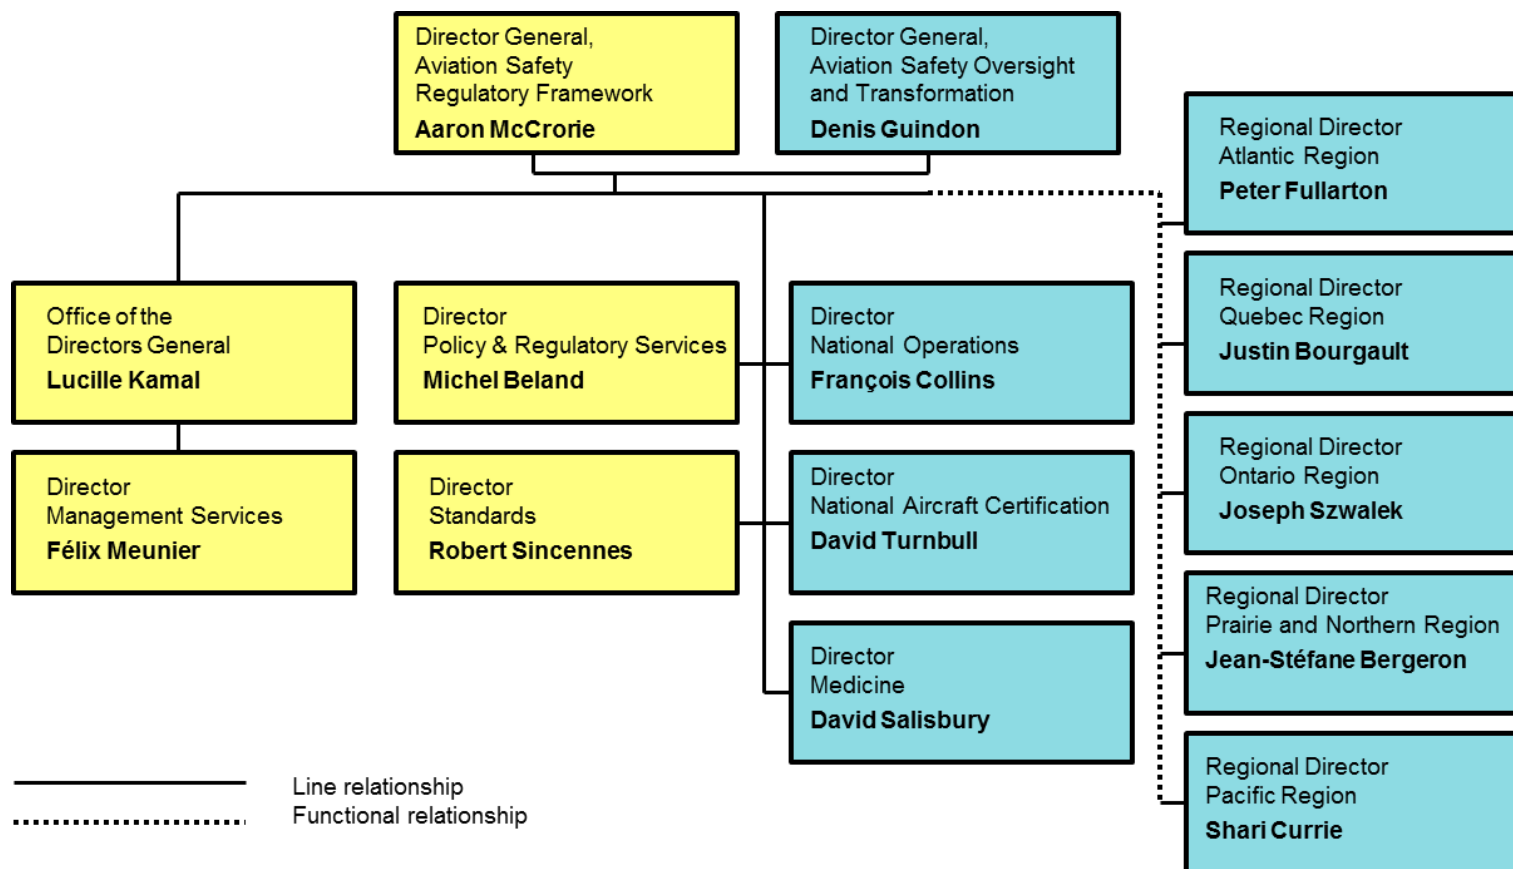 Director General,
Aviation Safety
Regulatory Framework
Aaron McCrorie
Director General,
Aviation Safety Oversight
and Transformation
Denis Guindon
Office of the
Directors General
Lucille Kamal
Director
Management Services
Félix Meunier
Director
Policy & Regulatory Services
Michel Beland
Director
Standards
Robert Sincennes
Director
National Operations
François Collins
Director
National Aircraft Certification
David Turnbull
Director
Medicine
David Salisbury
Regional Director
Atlantic Region
Peter Fullarton
Regional Director
Quebec Region
Justin Bourgault
Regional Director
Ontario Region
Joseph Szwalek
Regional Director
Prairie and Northern Region
Jean-Stéfane Bergeron
Regional Director
Pacific Region
Shari Currie
Line relationship
Functional relationship